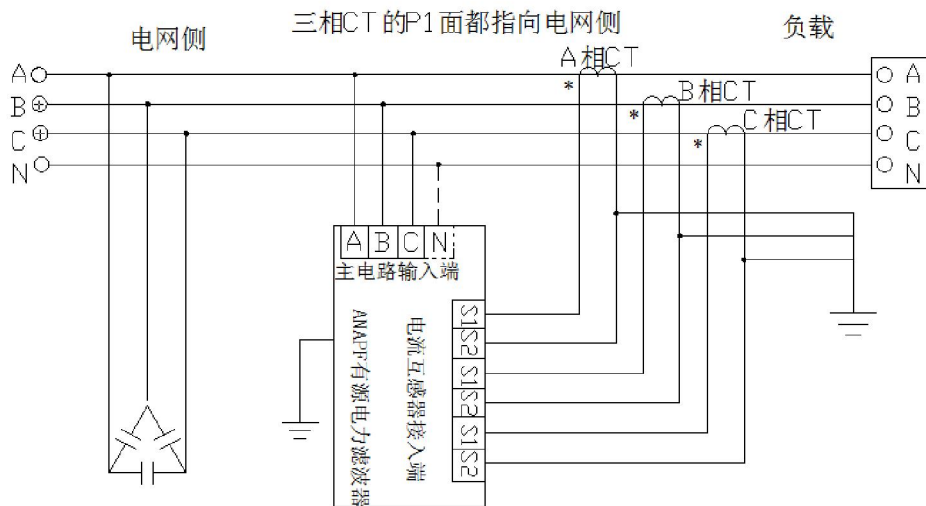 三相CT的P1面都指向电网侧
电网侧
负载
A相CT
A
A
*
B
B相CT
B
*
C
C相CT
C
*
N
N
A B C N
主电路输入端
S1
S2
S1
S2
S1
S2
电流互感器接入端
ANAPF有源电力滤波器